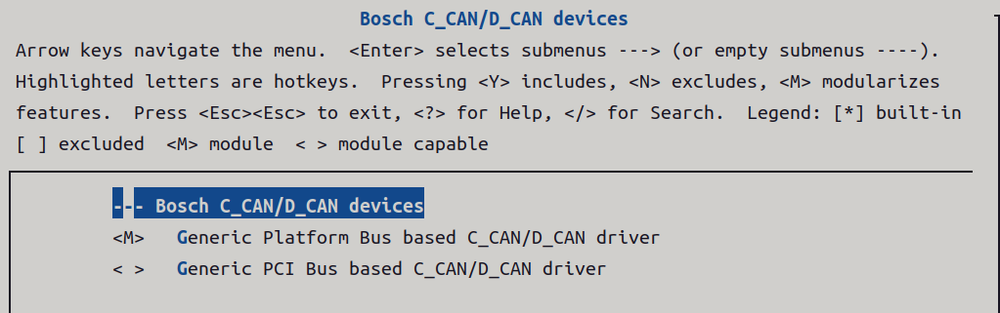 Bosch C_CAN/D_CAN devices
Arrow keys navigate the menu.  <Enter> selects submenus ---> (or empty submenus ----).
Highlighted letters are hotkeys.  Pressing <Y> includes, <N> excludes, <M> modularizes
features.  Press <Esc><Esc> to exit, <?> for Help, </> for Search.  Legend: [*] built-in
[ ] excluded  <M> module  < > module capable
--- Bosch C_CAN/D_CAN devices
<M>   Generic Platform Bus based C_CAN/D_CAN driver
< >   Generic PCI Bus based C_CAN/D_CAN driver